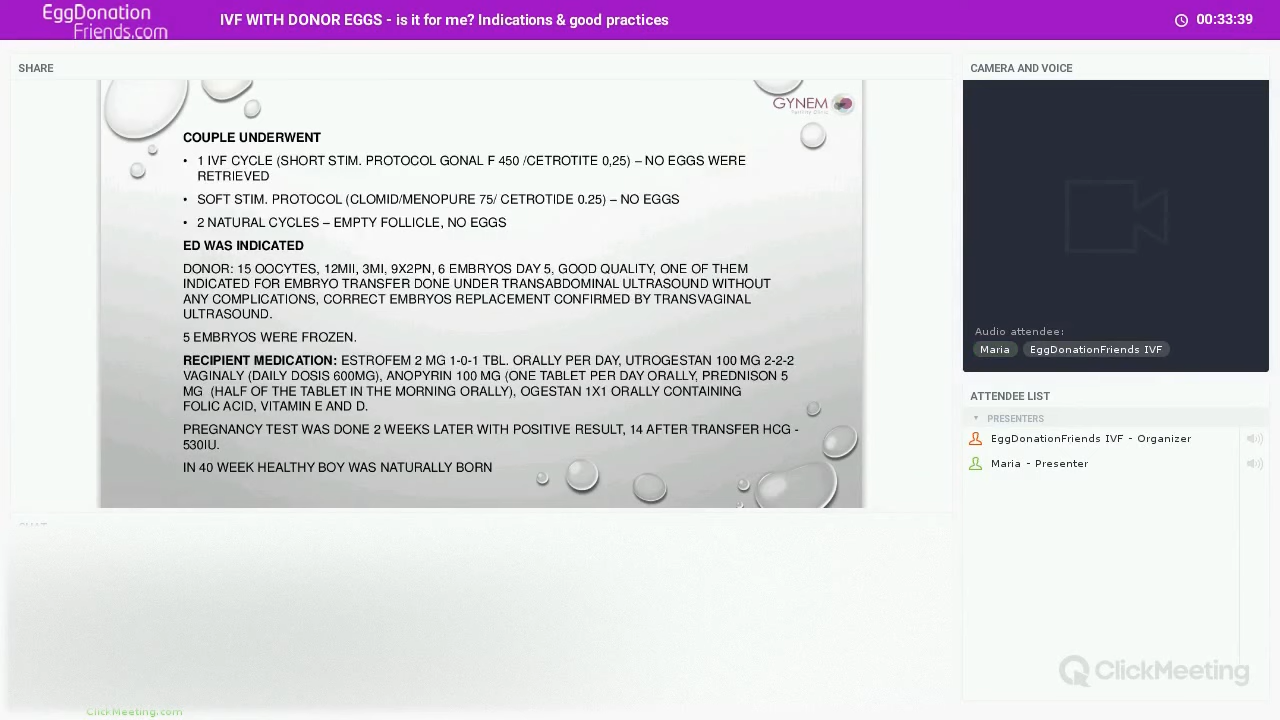 EggDonation
Friends.com
IVF WITH DONOR EGGS - is it for me? Indications & good practices
00:33:39
SHARE
GYNEM
COUPLE UNDERWENT
• 1 IVF CYCLE (SHORT STIM. PROTOCOL GONAL F 450 /CETROTITE 0,25) – NO EGGS WERE
RETRIEVED
• SOFT STIM. PROTOCOL (CLOMID/MENOPURE 75/ CETROTIDE 0.25) – NO EGGS
• 2 NATURAL CYCLES – EMPTY FOLLICLE, NO EGGS
ED WAS INDICATED
DONOR: 15 OOCYTES, 12MII, 3MI, 9X2PN, 6 EMBRYOS DAY 5, GOOD QUALITY, ONE OF THEM
INDICATED FOR EMBRYO TRANSFER DONE UNDER TRANSABDOMINAL ULTRASOUND WITHOUT
ANY COMPLICATIONS, CORRECT EMBRYOS REPLACEMENT CONFIRMED BY TRANSVAGINAL
ULTRASOUND.
5 EMBRYOS WERE FROZEN.
RECIPIENT MEDICATION: ESTROFEM 2 MG 1-0-1 TBL. ORALLY PER DAY, UTROGESTAN 100 MG 2-2-2
VAGINALY (DAILY DOSIS 600MG), ANOPYRIN 100 MG (ONE TABLET PER DAY ORALLY, PREDNISON 5
MG (HALF OF THE TABLET IN THE MORNING ORALLY), OGESTAN 1X1 ORALLY CONTAINING
FOLIC ACID, VITAMIN E AND D.
PREGNANCY TEST WAS DONE 2 WEEKS LATER WITH POSITIVE RESULT, 14 AFTER TRANSFER HCG -
530IU.
IN 40 WEEK HEALTHY BOY WAS NATURALLY BORN
CAMERA AND VOICE
Audio attendee:
Maria EggDonationFriends IVF
ATTENDEE LIST
PRESENTERS
EggDonationFriends IVF - Organizer
Maria - Presenter
ClickMeeting
ClickMeeting.com